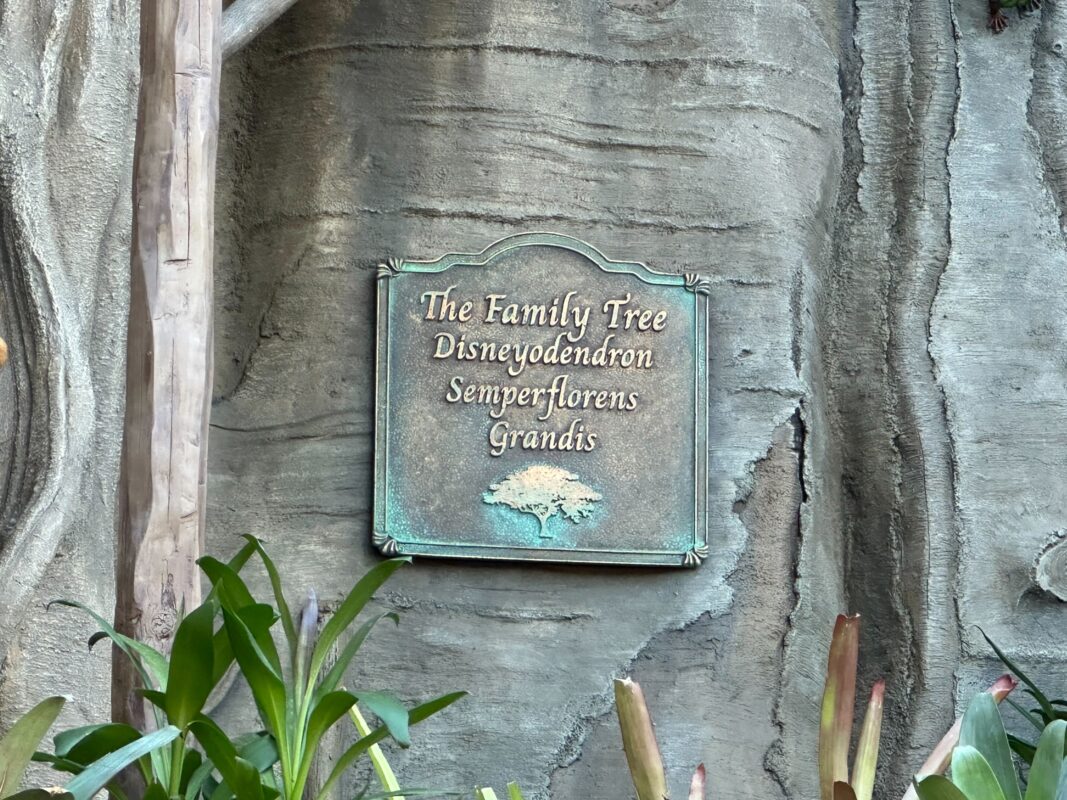 The Family Tree
Disneyodendron
Semperflorens
Grandis